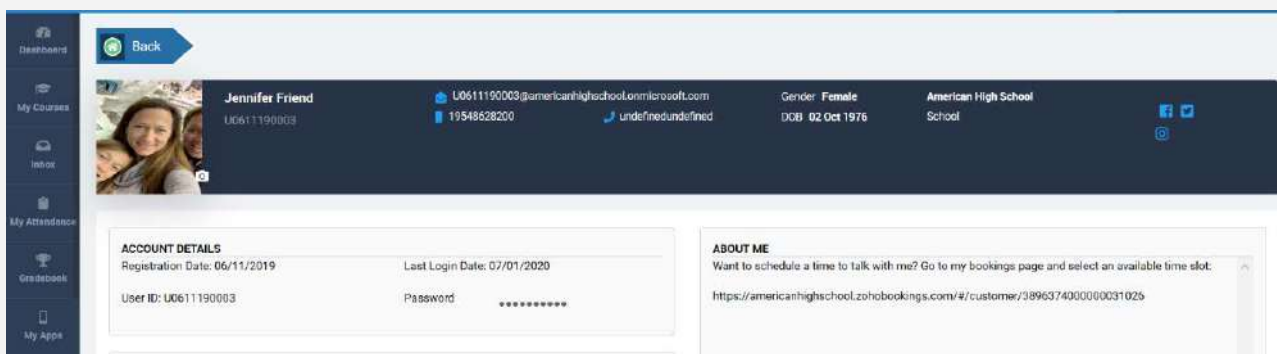 Dashboard
Back
My Courses
Inbox
My Attendance
Gradebook
My Apps
Jennifer Friend
U0611190003
U0611190003@americanhighschool.onmicrosoft.com
19548628200
undefinedundefined
Gender Female
DOB 02 Oct 1976
American High School
School
ACCOUNT DETAILS
Registration Date: 06/11/2019
Last Login Date: 07/01/2020
User ID: U0611190003
Password **********
ABOUT ME
Want to schedule a time to talk with me? Go to my bookings page and select an available time slot:
https://americanhighschool.zohobookings.com/#/customer/3896374000000031026